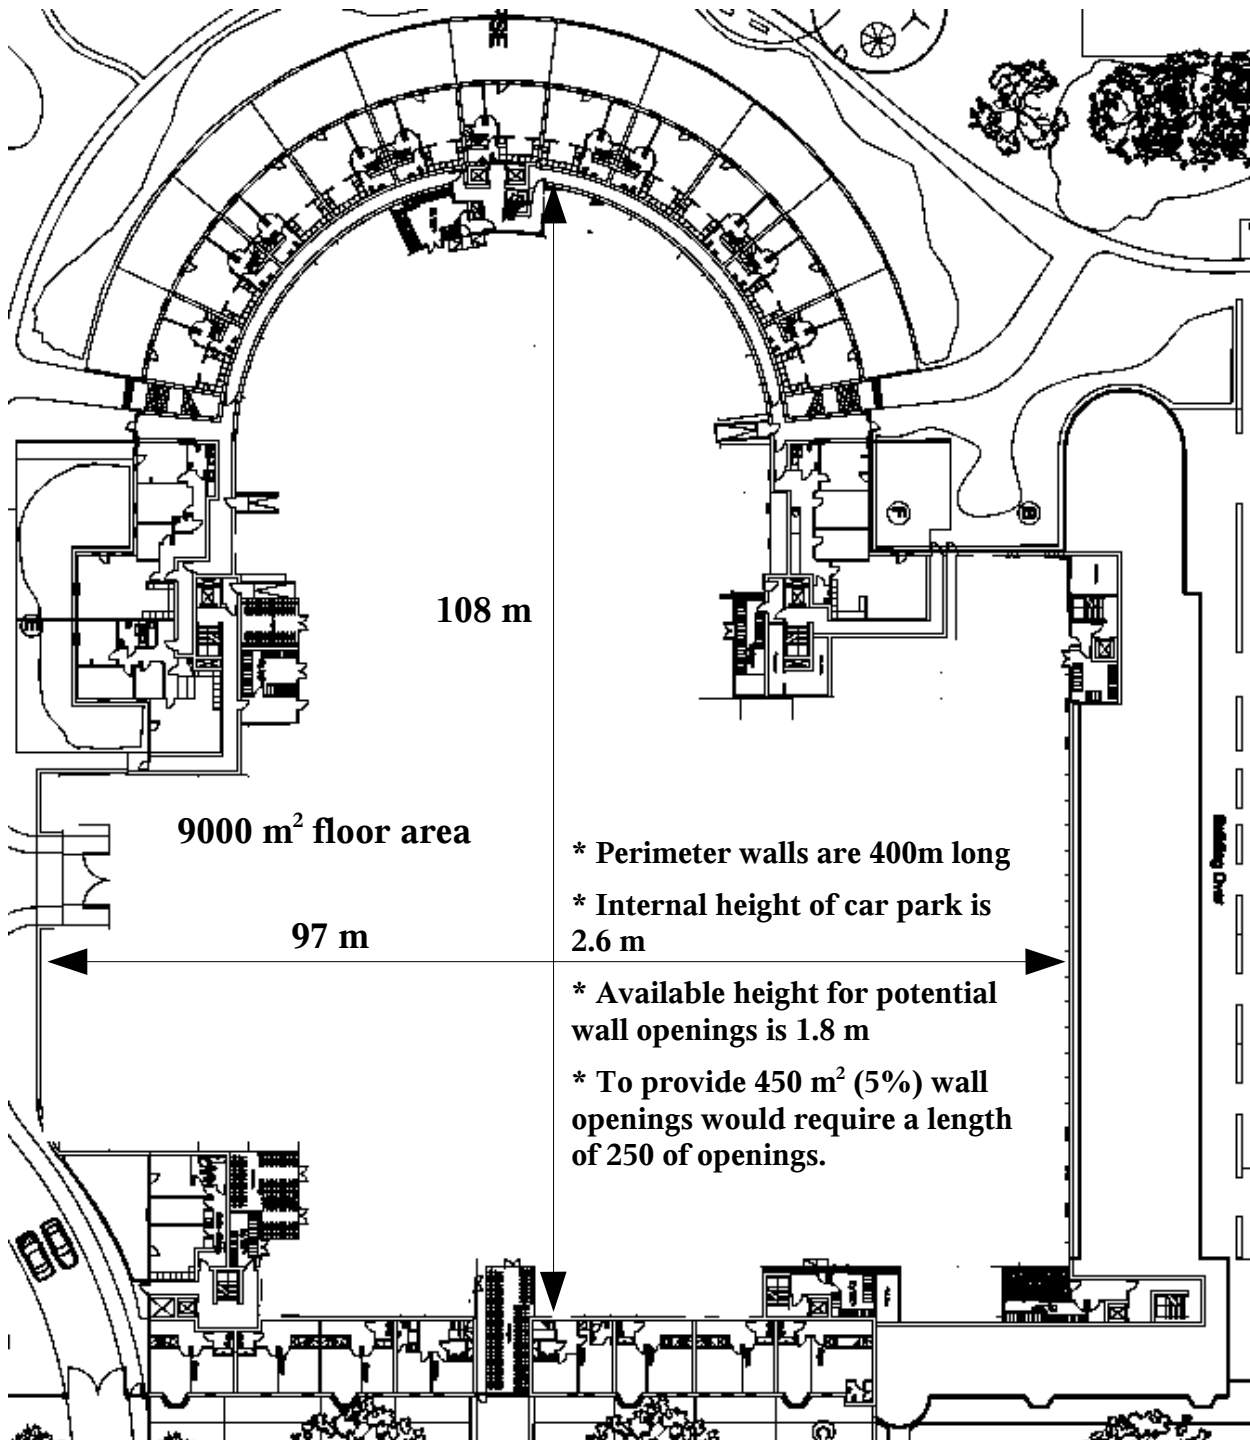 108 m
9000 m² floor area
* Perimeter walls are 400m long
* Internal height of car park is
2.6 m
97 m
* Available height for potential
wall openings is 1.8 m
* To provide 450 m² (5%) wall
openings would require a length
of 250 of openings.
F
B
E
Building Over